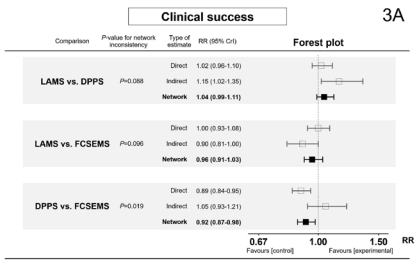 Clinical success
3A
Comparison P-value for network inconsistency Type of estimate RR (95% CrI) Forest plot
Direct 1.02 (0.96-1.10)
LAMS vs. DPPS P=0.088 Indirect 1.15 (1.02-1.35)
Network 1.04 (0.99-1.11)
Direct 1.00 (0.93-1.08)
LAMS vs. FCSEMS P=0.096 Indirect 0.90 (0.81-1.00)
Network 0.96 (0.91-1.03)
Direct 0.89 (0.84-0.95)
DPPS vs. FCSEMS P=0.019 Indirect 1.05 (0.93-1.21)
Network 0.92 (0.87-0.98)
0.67 1.00 1.50 RR
Favours [control] Favours [experimental]